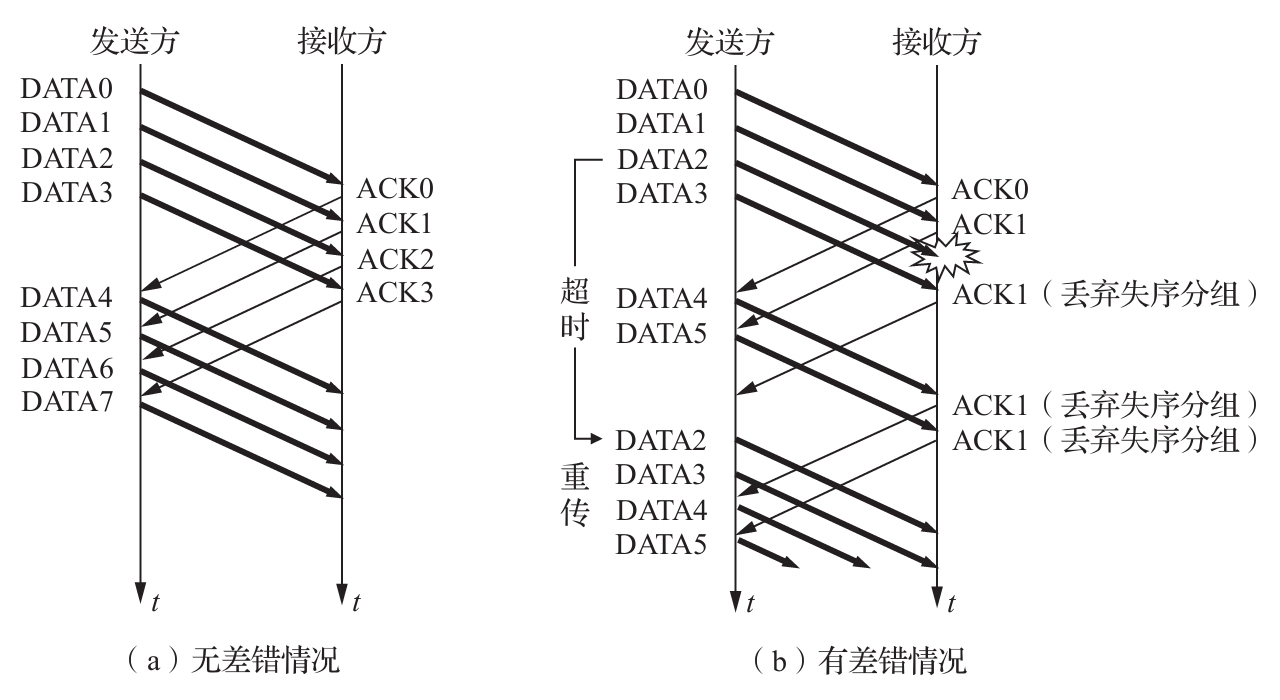 发送方
接收方
DATA0
DATA1
DATA2
DATA3
ACK0
ACK1
ACK2
ACK3
DATA4
DATA5
DATA6
DATA7
t
t
（a）无差错情况
发送方
接收方
DATA0
DATA1
DATA2
DATA3
ACK0
ACK1
ACK1（丢弃失序分组）
超时
DATA4
DATA5
ACK1（丢弃失序分组）
ACK1（丢弃失序分组）
重传
DATA2
DATA3
DATA4
DATA5
t
t
（b）有差错情况